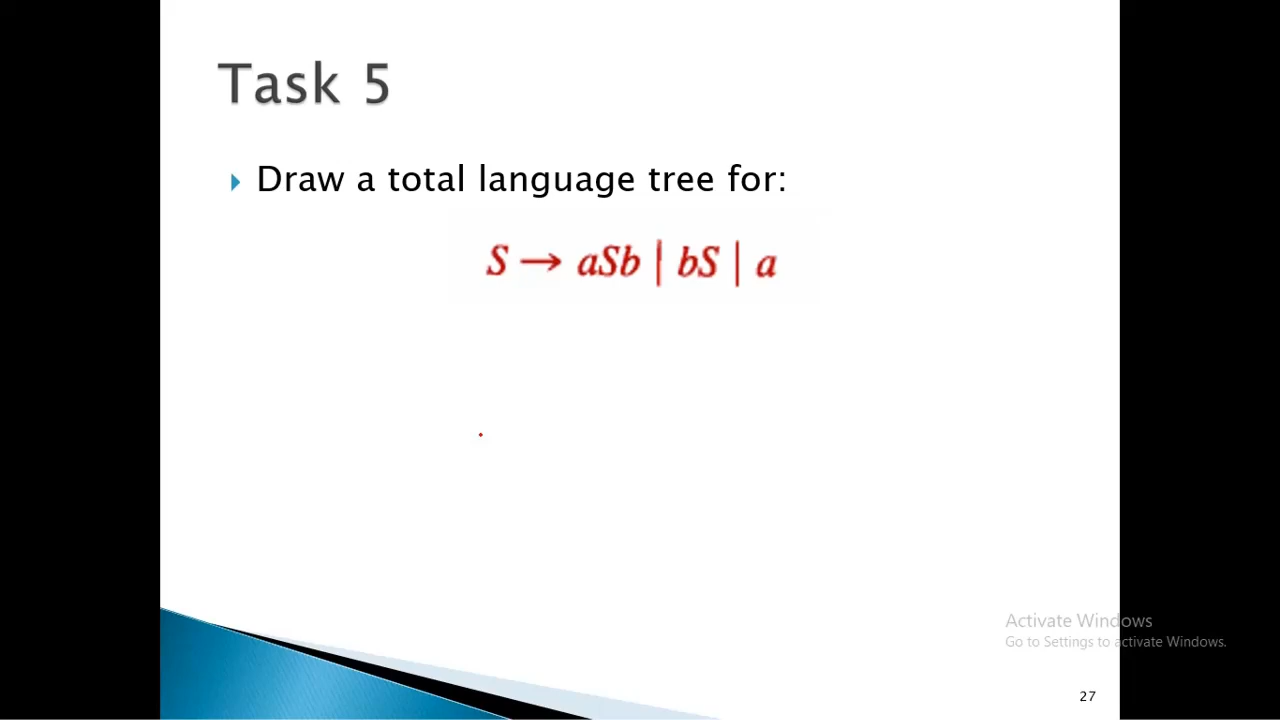 Task 5
Draw a total language tree for:
S → aSb | bS | a
Activate Windows
Go to Settings to activate Windows.
27